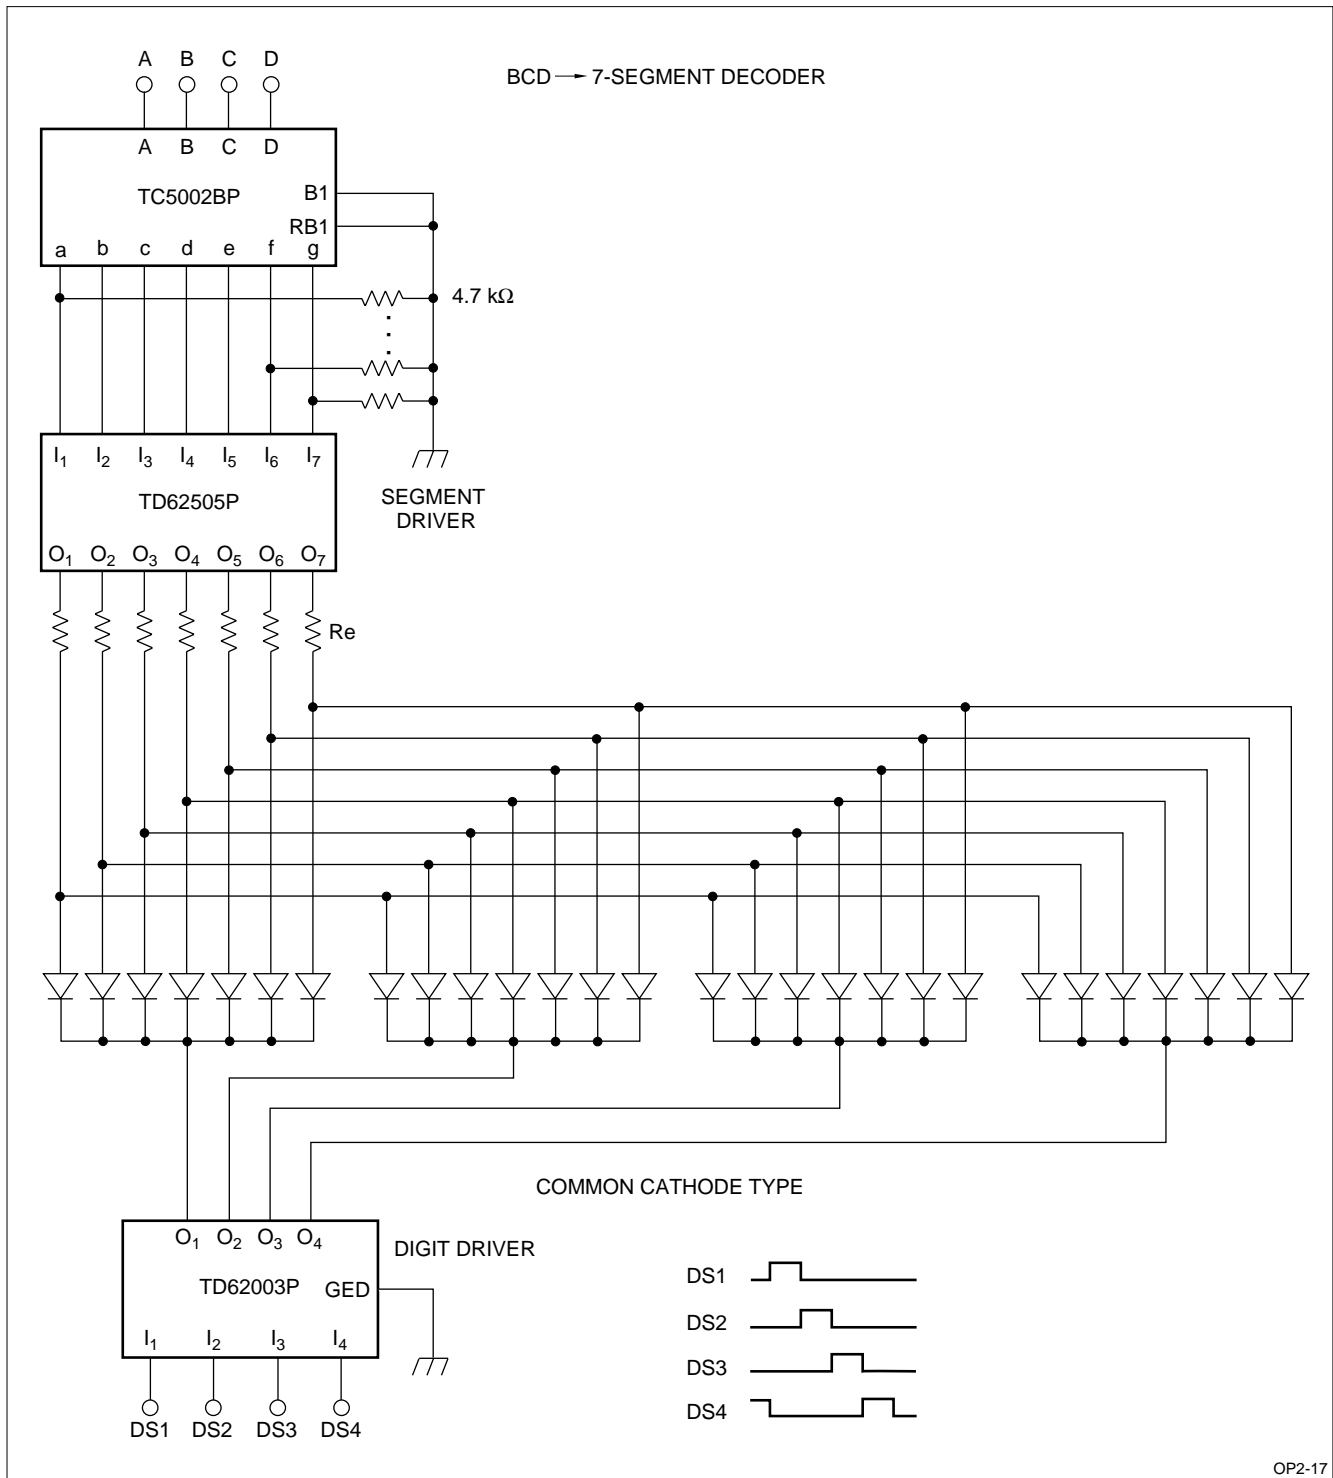 A B C D
BCD → 7-SEGMENT DECODER
A B C D
TC5002BP
B1
RB1
a b c d e f g
4.7 kΩ
I₁ I₂ I₃ I₄ I₅ I₆ I₇
TD62505P
SEGMENT
DRIVER
O₁ O₂ O₃ O₄ O₅ O₆ O₇
Re
COMMON CATHODE TYPE
O₁ O₂ O₃ O₄
DIGIT DRIVER
TD62003P
GED
I₁ I₂ I₃ I₄
DS1 DS2 DS3 DS4
DS1
DS2
DS3
DS4
OP2-17